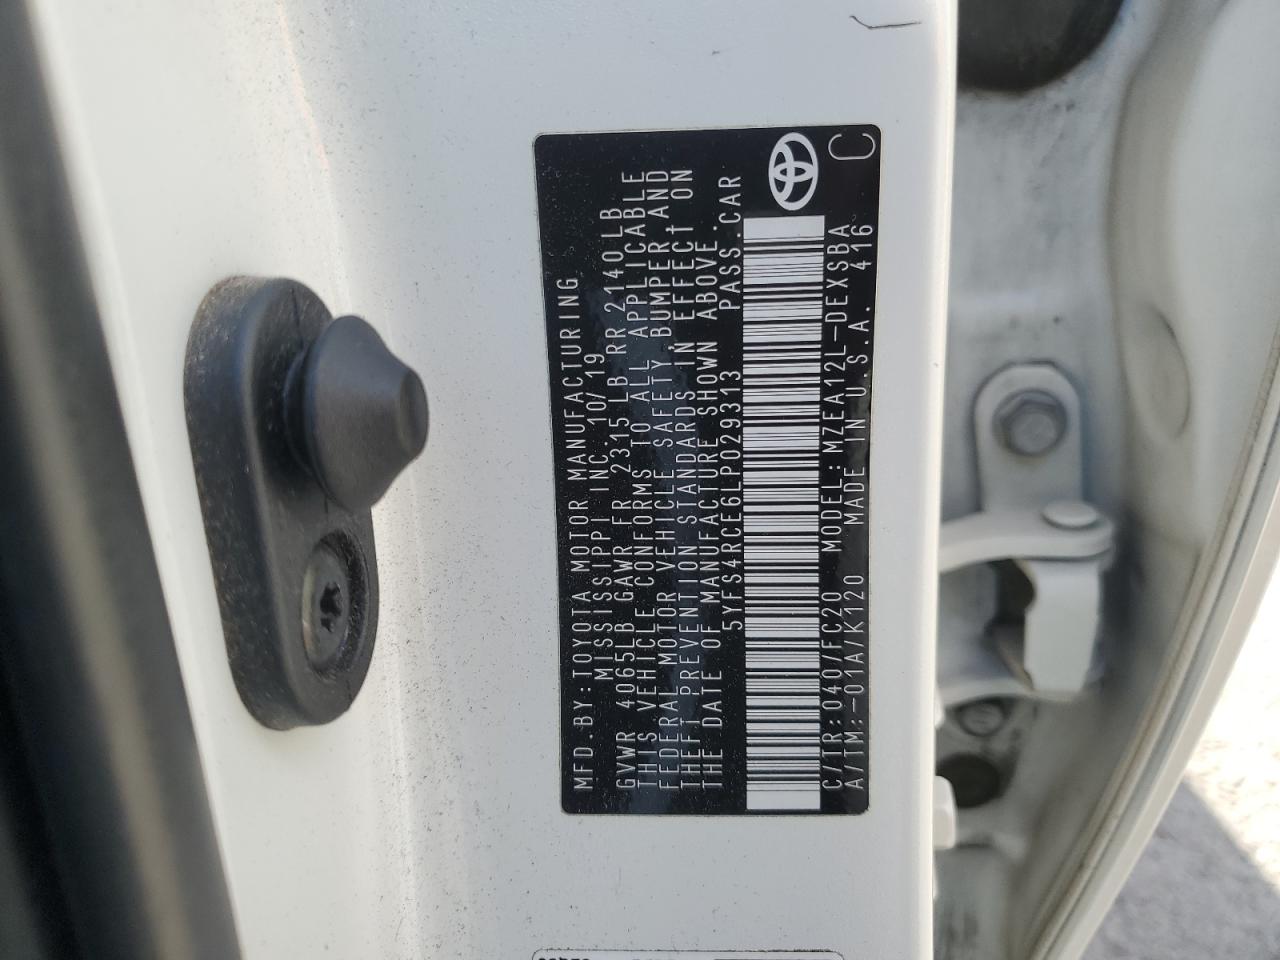 MFD.BY:TOYOTA MOTOR MANUFACTURING
MISSISSIPPI INC. 10/19
GVWR 4065LB GAWR FR 2315LB RR 2140LB
THIS VEHICLE CONFORMS TO ALL APPLICABLE
FEDERAL MOTOR VEHICLE SAFETY, BUMPER, AND
THEFT PREVENTION STANDARDS IN EFFECT ON
THE DATE OF MANUFACTURE SHOWN ABOVE.
5YFS4RCE6LP029313 PASS.CAR
C/TR:040/FC20 MODEL:MZEA12L-DEXSBA
A/TM:-01A/K120 MADE IN U.S.A. 416
C